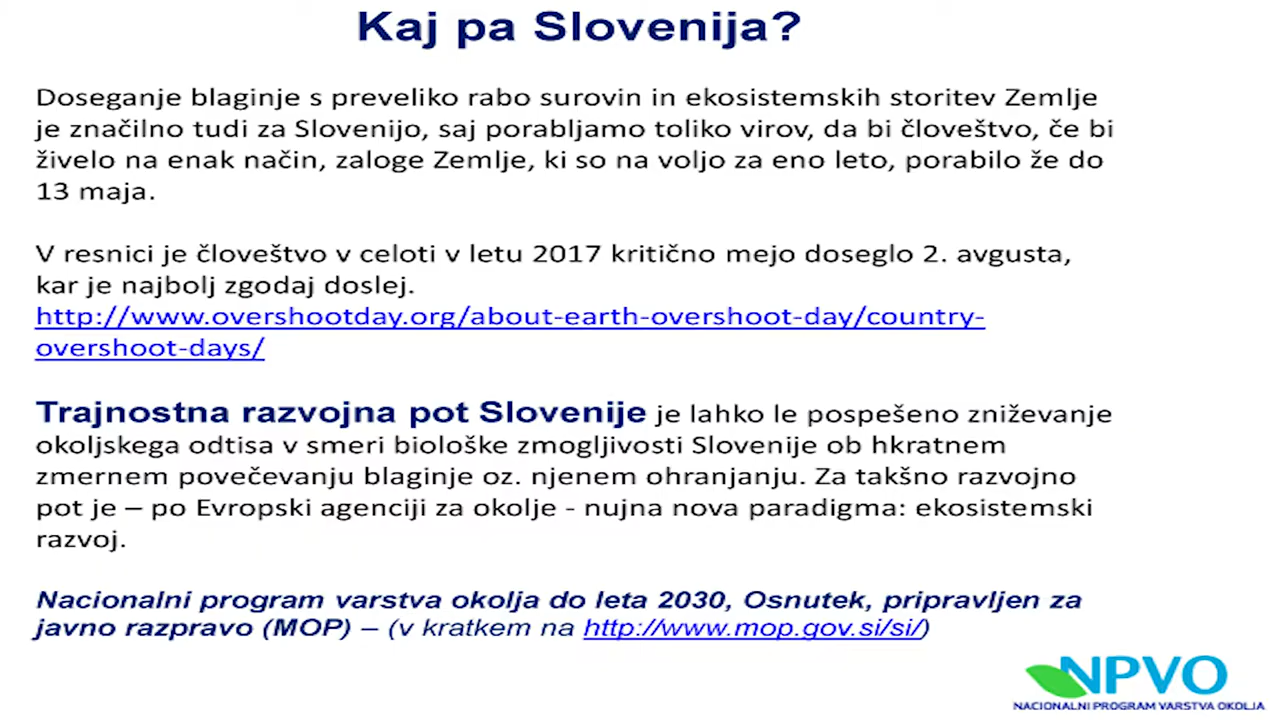 Kaj pa Slovenija?
Doseganje blaginje s preveliko rabo surovin in ekosistemskih storitev Zemlje
je značilno tudi za Slovenijo, saj porabljamo toliko virov, da bi človeštvo, če bi
živelo na enak način, zaloge Zemlje, ki so na voljo za eno leto, porabilo že do
13 maja.
V resnici je človeštvo v celoti v letu 2017 kritično mejo doseglo 2. avgusta,
kar je najbolj zgodaj doslej.
http://www.overshootday.org/about-earth-overshoot-day/country-
overshoot-days/
Trajnostna razvojna pot Slovenije je lahko le pospešeno zniževanje
okoljskega odtisa v smeri biološke zmogljivosti Slovenije ob hkratnem
zmernem povečevanju blaginje oz. njenem ohranjanju. Za takšno razvojno
pot je – po Evropski agenciji za okolje - nujna nova paradigma: ekosistemski
razvoj.
Nacionalni program varstva okolja do leta 2030, Osnutek, pripravljen za
javno razpravo (MOP) – (v kratkem na http://www.mop.gov.si/si/)
NPVO
NACIONALNI PROGRAM VARSTVA OKOLJA